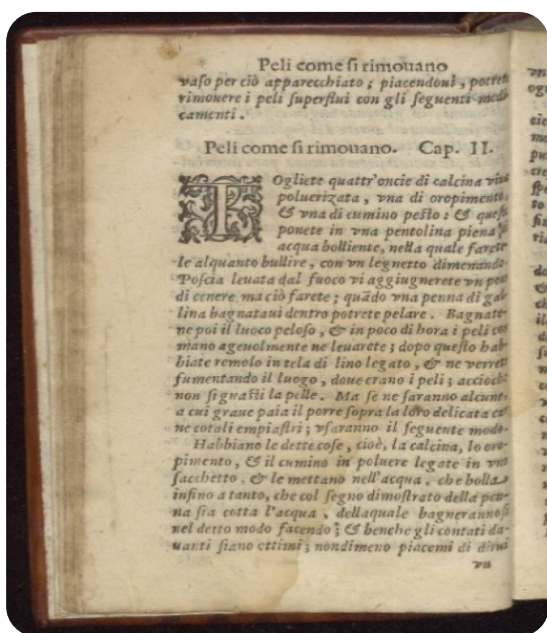 Peli come ſi rimouano
vaſo per ciò apparecchiato ; piacendoui , potrete
rimouere i peli ſuperflui con gli ſeguenti medi
camenti .
Peli come ſi rimouano. Cap. II.
TOgliete quattr'oncie di calcina viua
poluerizata , vna di oropimento,
& vna di cumino peſto : & queſte
ponete in vna pentolina piena di
acqua bolliente, nella quale farete
le alquanto bullire, con vn legnetto dimenando.
Poſcia leuata dal fuoco vi aggiugnerete vn poco
di cenere. ma ciò farete ; quãdo vna penna di gal
lina bagnataui dentro potrete pelare . Bagnate-
ne poi il luoco peloſo , & in poco di hora i peli con
mano ageuolmente ne leuarete ; dopo queſto hab
biate remolo in tela di lino legato , & ne verrete
fumentando il luogo , doue erano i peli ; accioche
non ſi guaſti la pelle . Ma ſe ne ſaranno alcune
a cui graue paia il porre ſopra la loro delicata car
ne cotali empiaſtri ; vſaranno il ſeguente modo.
Habbiano le dette coſe , cioè, la calcina, lo oro-
pimento, & il cumino in poluere legate in vno
ſacchetto . & le mettano nell'acqua . che bolla
infino a tanto, che col ſegno dimoſtrato della pen-
na ſia cotta l'acqua , dellaquale bagnerannoſi
nel detto modo facendo ; & benche gli contati da-
uanti ſiano ottimi ; nondimeno piacemi di dirui
vn